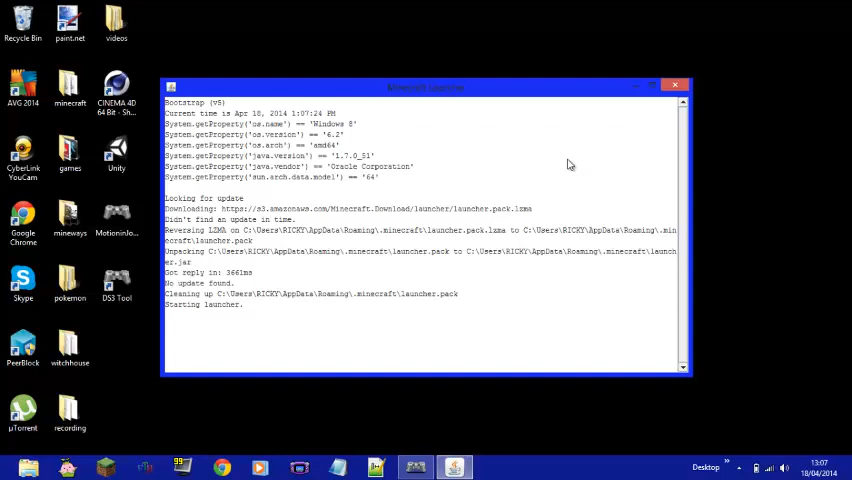 Recycle Bin
paint.net
videos
AVG 2014
minecraft
CINEMA 4D
64 Bit - Sh...
CyberLink
YouCam
games
Unity
Google
Chrome
mineways
MotioninJo...
Skype
pokemon
DS3 Tool
PeerBlock
witchhouse
µTorrent
recording
Minecraft Launcher
Bootstrap (v5)
Current time is Apr 18, 2014 1:07:24 PM
System.getProperty('os.name') == 'Windows 8'
System.getProperty('os.version') == '6.2'
System.getProperty('os.arch') == 'amd64'
System.getProperty('java.version') == '1.7.0_51'
System.getProperty('java.vendor') == 'Oracle Corporation'
System.getProperty('sun.arch.data.model') == '64'
Looking for update
Downloading: https://s3.amazonaws.com/Minecraft.Download/launcher/launcher.pack.lzma
Didn't find an update in time.
Reversing LZMA on C:\Users\RICKY\AppData\Roaming\.minecraft\launcher.pack.lzma to C:\Users\RICKY\AppData\Roaming\.min
ecraft\launcher.pack
Unpacking C:\Users\RICKY\AppData\Roaming\.minecraft\launcher.pack to C:\Users\RICKY\AppData\Roaming\.minecraft\launch
er.jar
Got reply in: 3661ms
No update found.
Cleaning up C:\Users\RICKY\AppData\Roaming\.minecraft\launcher.pack
Starting launcher.
99
Desktop
13:07
18/04/2014